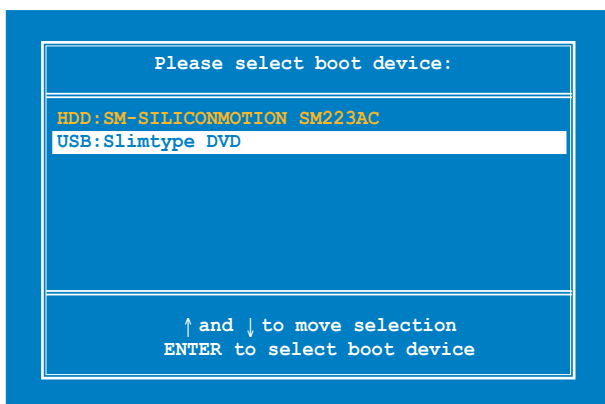 Please select boot device:
HDD:SM-SILICONMOTION SM223AC
USB:Slimtype DVD
↑ and ↓ to move selection
ENTER to select boot device